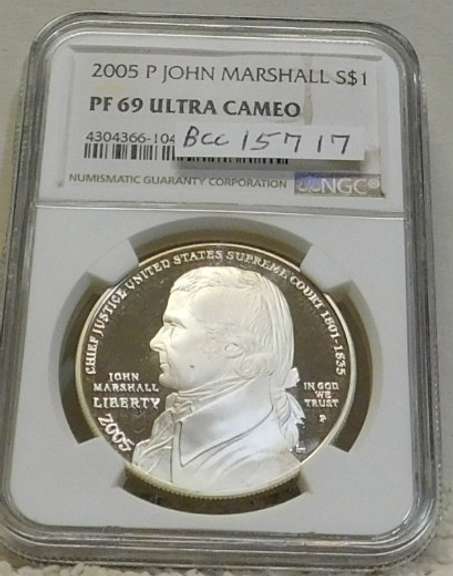 2005 P JOHN MARSHALL S$1
PF 69 ULTRA CAMEO
4304366-104
BCC 15717
NUMISMATIC GUARANTY CORPORATION NGC®
CHIEF JUSTICE UNITED STATES SUPREME COURT 1801-1835
JOHN
MARSHALL
LIBERTY
2005
IN GOD
WE
TRUST
P